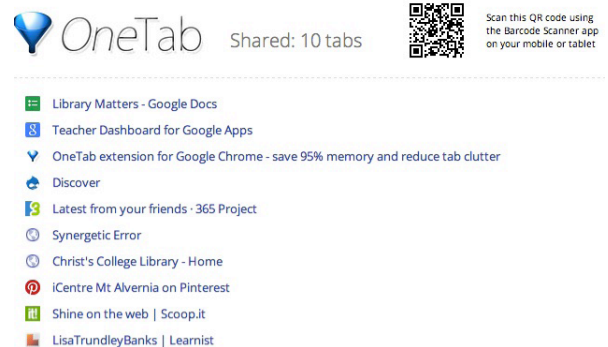 OneTab Shared: 10 tabs
Scan this QR code using
the Barcode Scanner app
on your mobile or tablet
Library Matters - Google Docs
8 Teacher Dashboard for Google Apps
OneTab extension for Google Chrome - save 95% memory and reduce tab clutter
Discover
Latest from your friends · 365 Project
Synergetic Error
Christ's College Library - Home
iCentre Mt Alvernia on Pinterest
it! Shine on the web | Scoop.it
LisaTrundleyBanks | Learnist